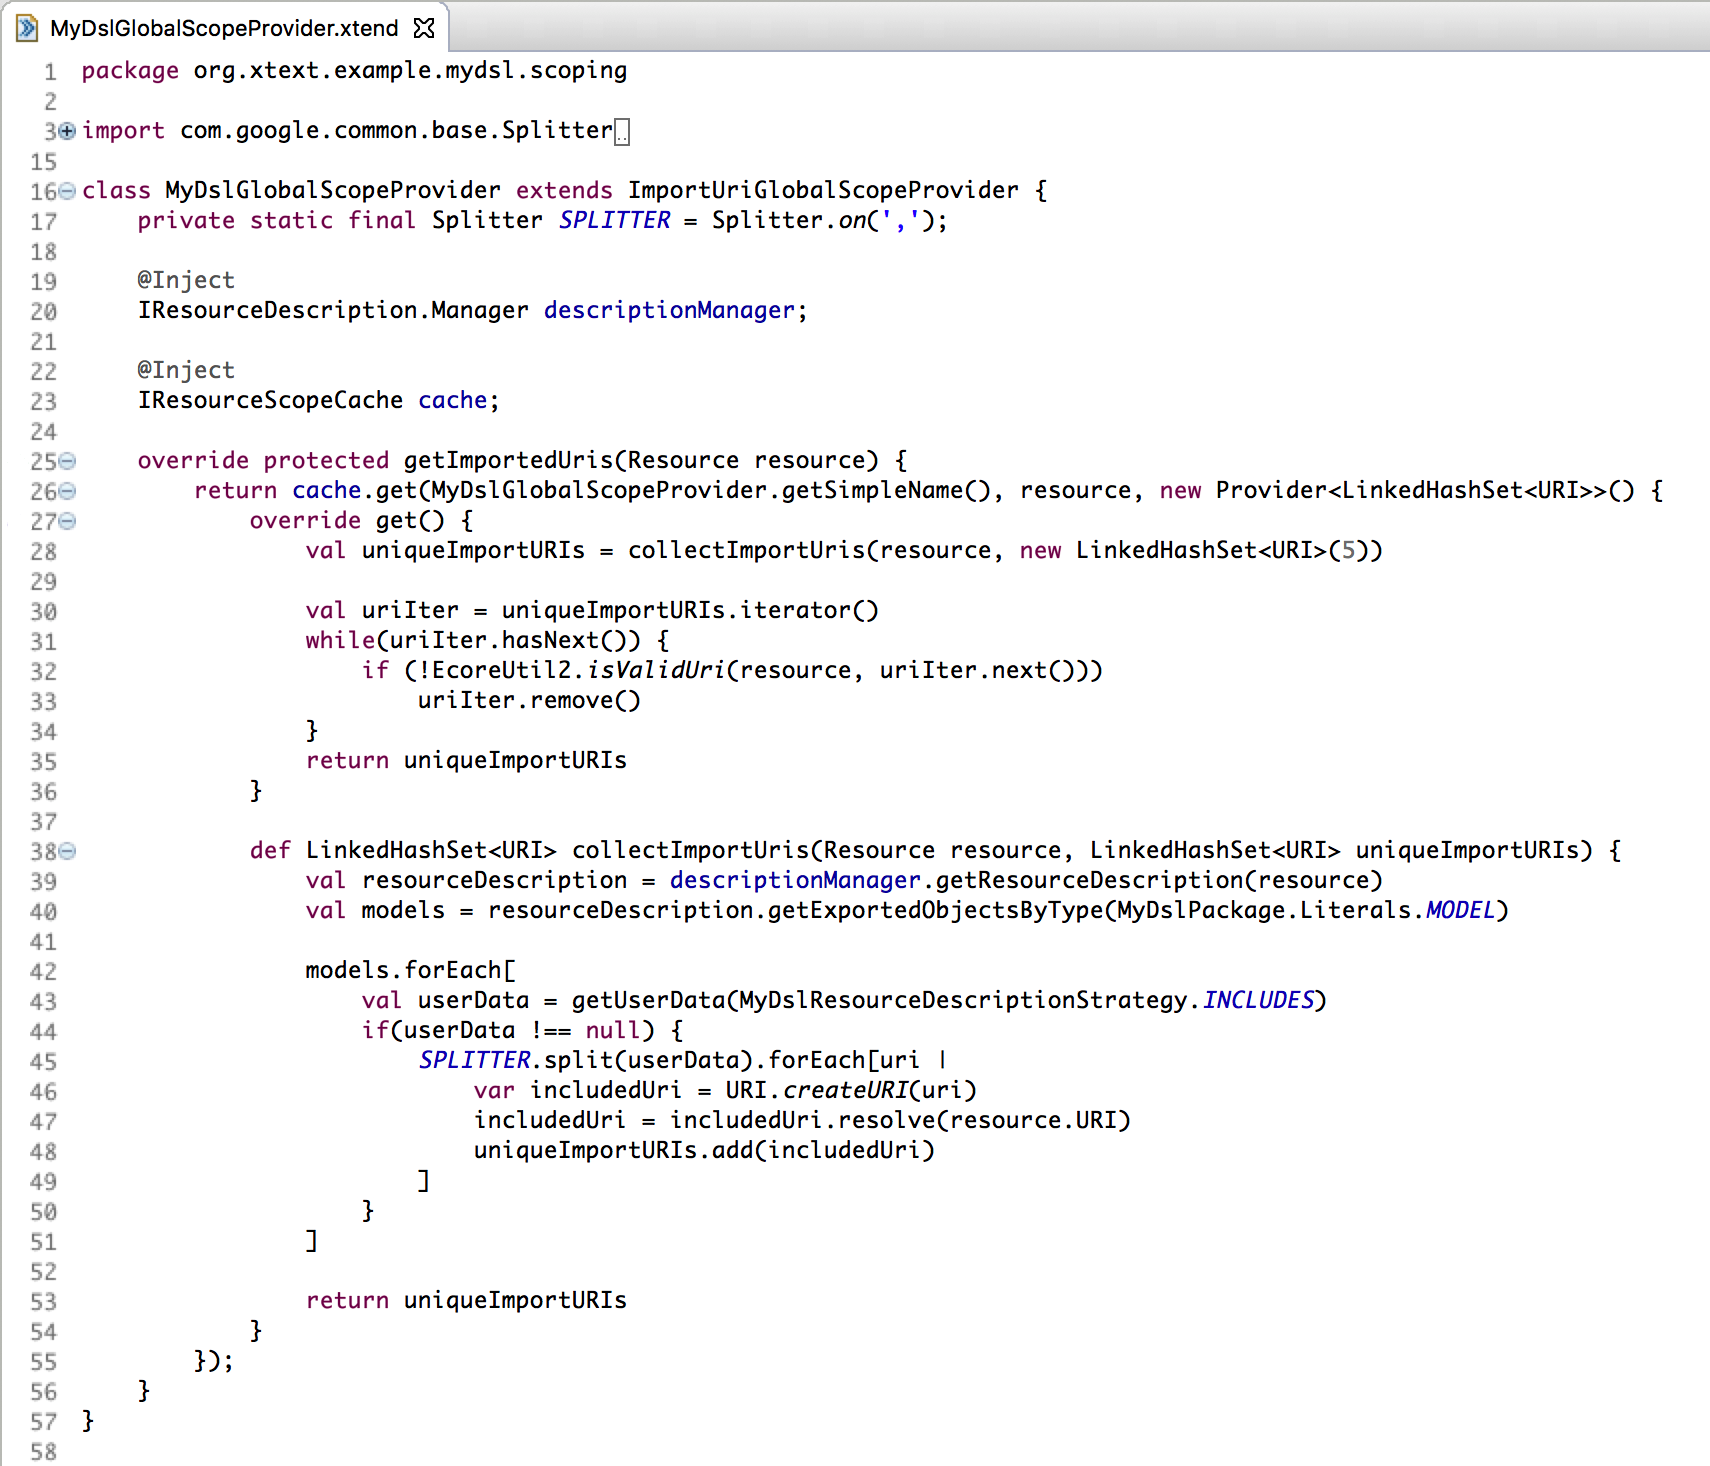 MyDslGlobalScopeProvider.xtend
1 package org.xtext.example.mydsl.scoping
2
3 import com.google.common.base.Splitter..
15
16 class MyDslGlobalScopeProvider extends ImportUriGlobalScopeProvider {
17     private static final Splitter SPLITTER = Splitter.on(',');
18
19     @Inject
20     IResourceDescription.Manager descriptionManager;
21
22     @Inject
23     IResourceScopeCache cache;
24
25     override protected getImportedUris(Resource resource) {
26         return cache.get(MyDslGlobalScopeProvider.getSimpleName(), resource, new Provider<LinkedHashSet<URI>>() {
27             override get() {
28                 val uniqueImportURIs = collectImportUris(resource, new LinkedHashSet<URI>(5))
29
30                 val uriIter = uniqueImportURIs.iterator()
31                 while(uriIter.hasNext()) {
32                     if (!EcoreUtil2.isValidUri(resource, uriIter.next()))
33                         uriIter.remove()
34                 }
35                 return uniqueImportURIs
36             }
37
38             def LinkedHashSet<URI> collectImportUris(Resource resource, LinkedHashSet<URI> uniqueImportURIs) {
39                 val resourceDescription = descriptionManager.getResourceDescription(resource)
40                 val models = resourceDescription.getExportedObjectsByType(MyDslPackage.Literals.MODEL)
41
42                 models.forEach[
43                     val userData = getUserData(MyDslResourceDescriptionStrategy.INCLUDES)
44                     if(userData !== null) {
45                         SPLITTER.split(userData).forEach[uri |
46                             var includedUri = URI.createURI(uri)
47                             includedUri = includedUri.resolve(resource.URI)
48                             uniqueImportURIs.add(includedUri)
49                         ]
50                     }
51                 ]
52
53                 return uniqueImportURIs
54             }
55         });
56     }
57 }
58